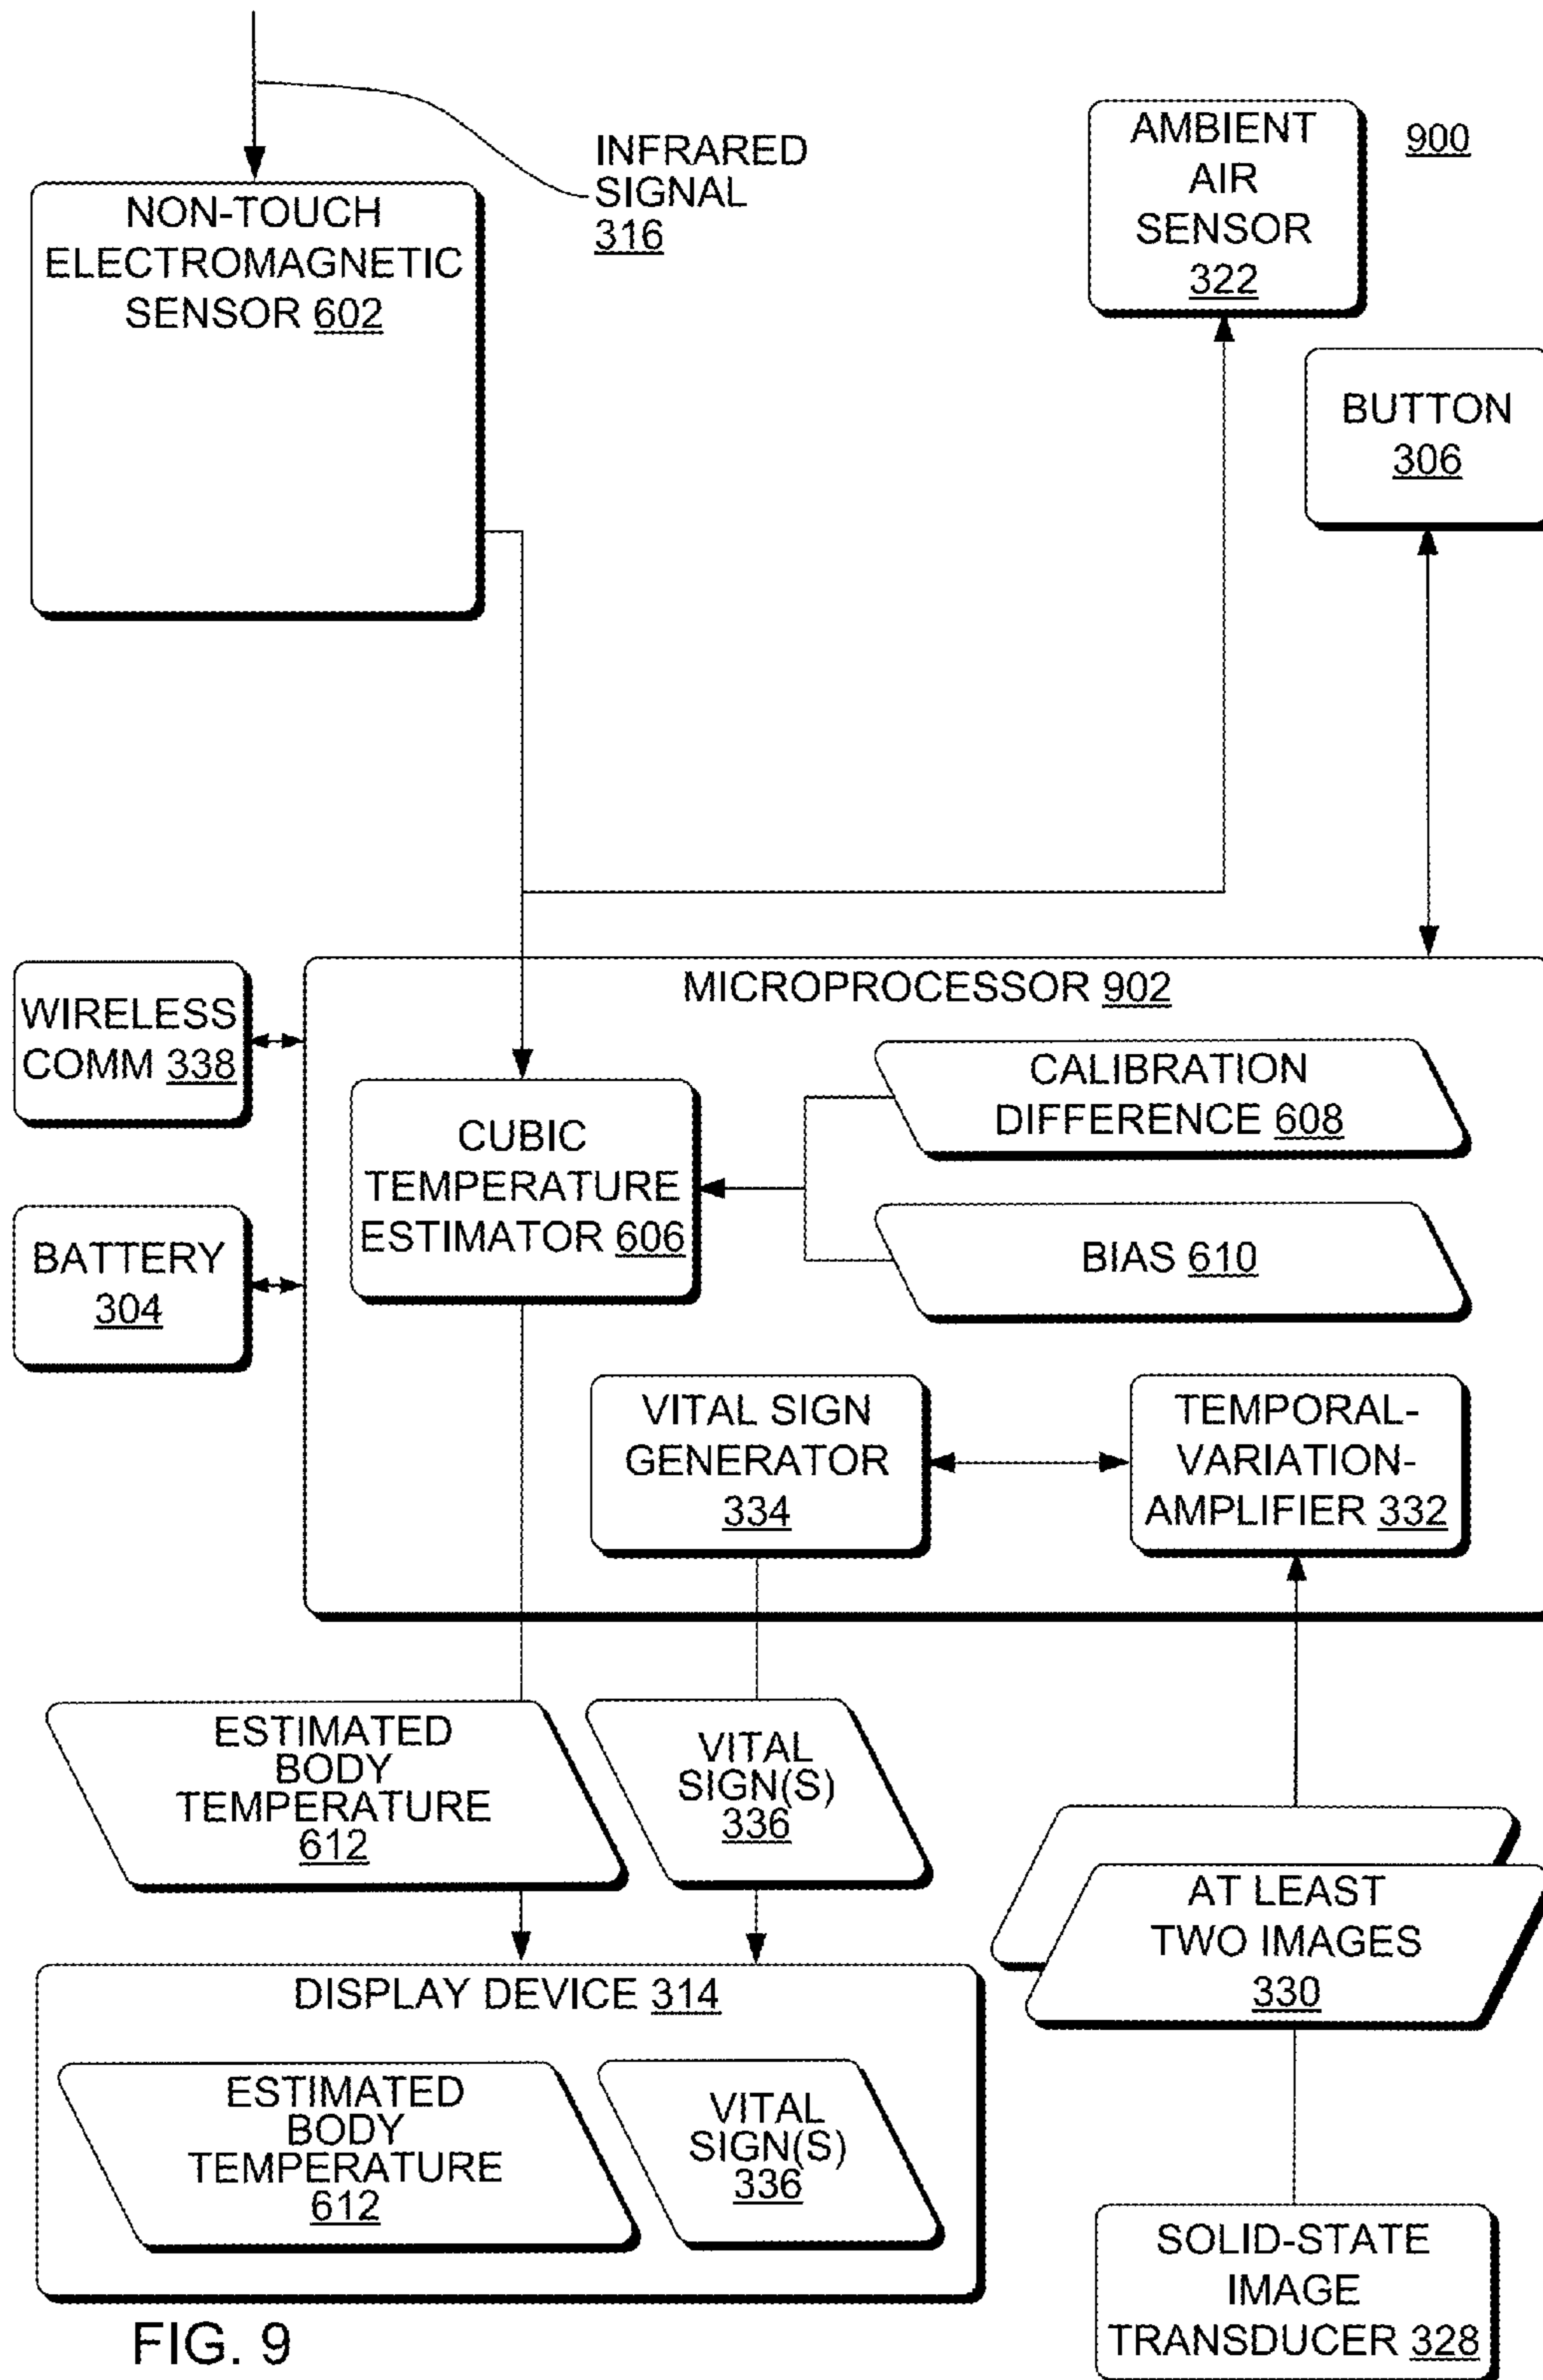 INFRARED
SIGNAL
316
AMBIENT
AIR
SENSOR
322
900
NON-TOUCH
ELECTROMAGNETIC
SENSOR 602
BUTTON
306
WIRELESS
COMM 338
MICROPROCESSOR 902
CALIBRATION
DIFFERENCE 608
CUBIC
TEMPERATURE
ESTIMATOR 606
BIAS 610
BATTERY
304
VITAL SIGN
GENERATOR
334
TEMPORAL-
VARIATION-
AMPLIFIER 332
ESTIMATED
BODY
TEMPERATURE
612
VITAL
SIGN(S)
336
AT LEAST
TWO IMAGES
330
DISPLAY DEVICE 314
ESTIMATED
BODY
TEMPERATURE
612
VITAL
SIGN(S)
336
SOLID-STATE
IMAGE
TRANSDUCER 328
FIG. 9